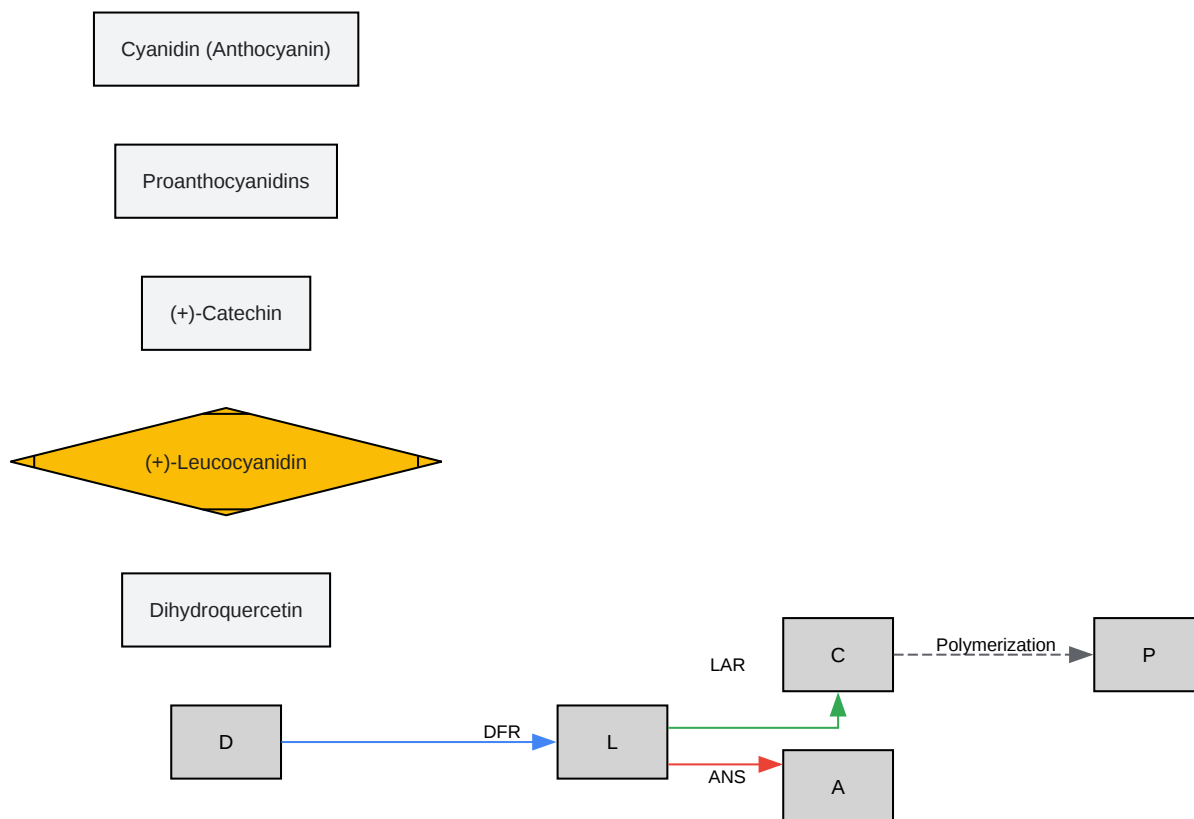 Cyanidin (Anthocyanin)
Proanthocyanidins
(+)-Catechin
(+)-Leucocyanidin
Dihydroquercetin
D
DFR
L
LAR
ANS
C
A
Polymerization
P